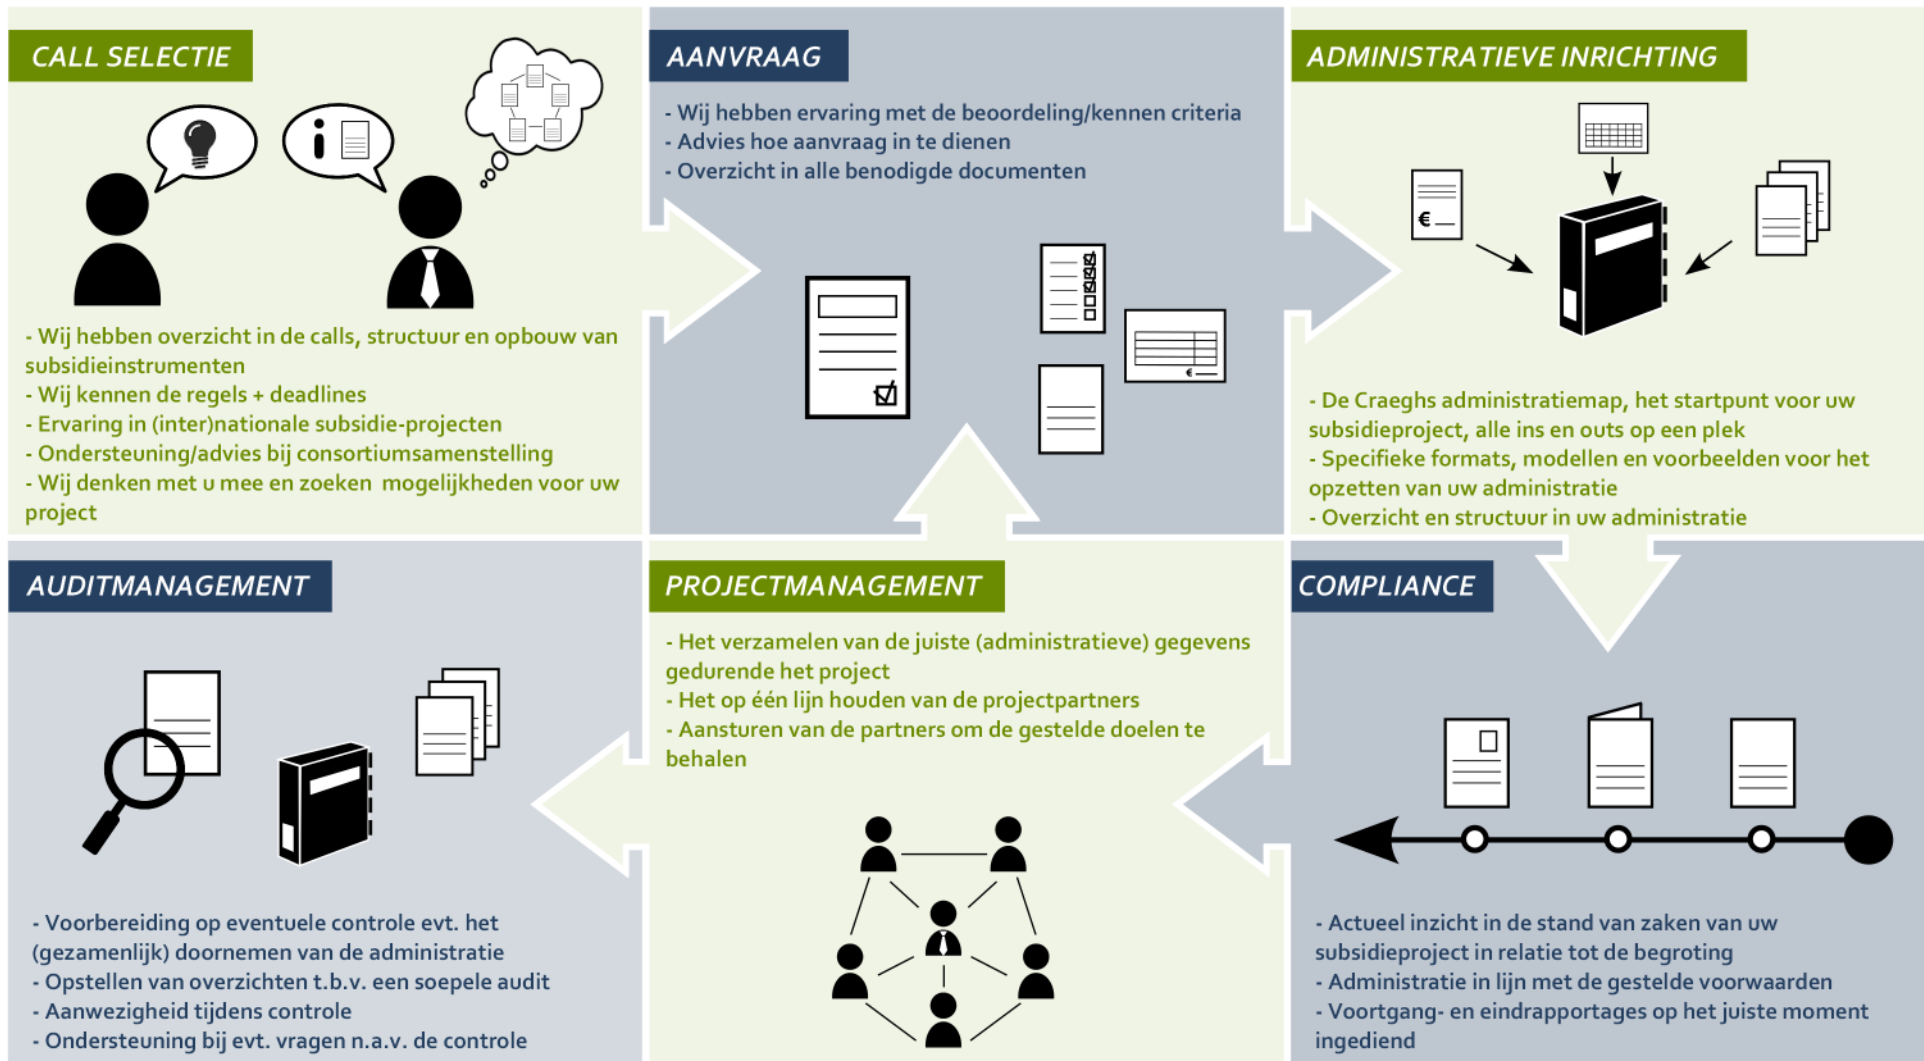 CALL SELECTIE
- Wij hebben overzicht in de calls, structuur en opbouw van
subsidieinstrumenten
- Wij kennen de regels + deadlines
- Ervaring in (inter)nationale subsidie-projecten
- Ondersteuning/advies bij consortiumsamenstelling
- Wij denken met u mee en zoeken mogelijkheden voor uw
project
AANVRAAG
- Wij hebben ervaring met de beoordeling/kennen criteria
- Advies hoe aanvraag in te dienen
- Overzicht in alle benodigde documenten
€
ADMINISTRATIEVE INRICHTING
€
- De Craeghs administratiemap, het startpunt voor uw
subsidieproject, alle ins en outs op een plek
- Specifieke formats, modellen en voorbeelden voor het
opzetten van uw administratie
- Overzicht en structuur in uw administratie
AUDITMANAGEMENT
- Voorbereiding op eventuele controle evt. het
(gezamenlijk) doornemen van de administratie
- Opstellen van overzichten t.b.v. een soepele audit
- Aanwezigheid tijdens controle
- Ondersteuning bij evt. vragen n.a.v. de controle
PROJECTMANAGEMENT
- Het verzamelen van de juiste (administratieve) gegevens
gedurende het project
- Het op één lijn houden van de projectpartners
- Aansturen van de partners om de gestelde doelen te
behalen
COMPLIANCE
- Actueel inzicht in de stand van zaken van uw
subsidieproject in relatie tot de begroting
- Administratie in lijn met de gestelde voorwaarden
- Voortgang- en eindrapportages op het juiste moment
ingediend